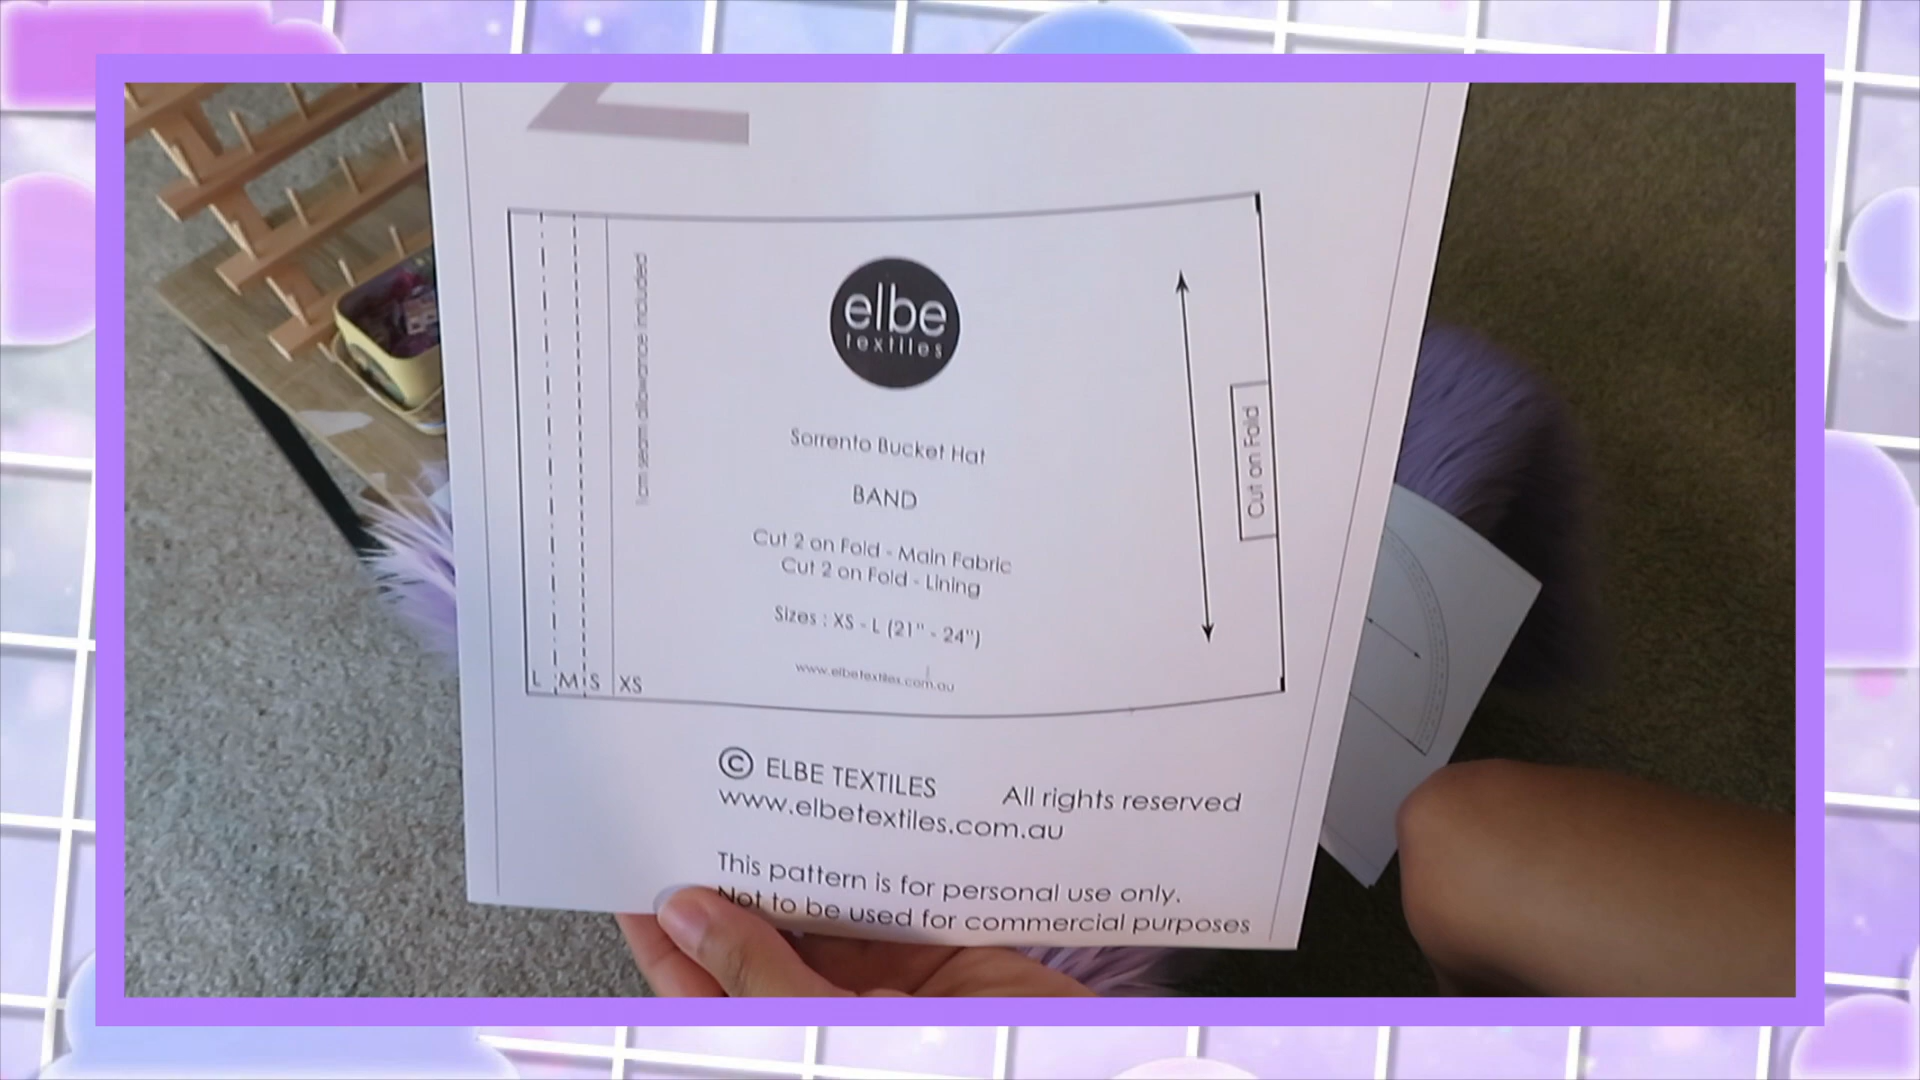 elbe
textiles
1cm seam allowance included
Sorrento Bucket Hat
BAND
Cut 2 on Fold - Main Fabric
Cut 2 on Fold - Lining
Sizes : XS - L (21" - 24")
www.elbetextiles.com.au
Cut on Fold
L M S XS
© ELBE TEXTILES All rights reserved
www.elbetextiles.com.au
This pattern is for personal use only.
Not to be used for commercial purposes